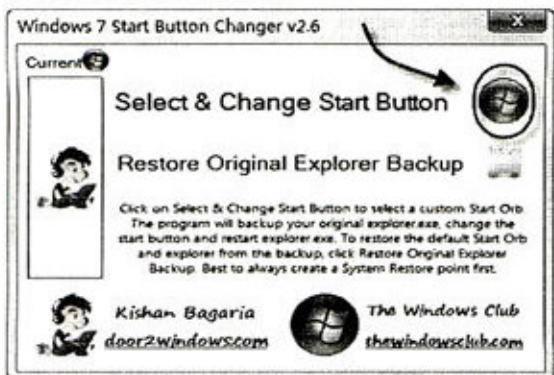 Windows 7 Start Button Changer v2.6
Current
Select & Change Start Button
Restore Original Explorer Backup
Click on Select & Change Start Button to select a custom Start Orb
The program will backup your original explorer.exe, change the
start button and restart explorer.exe. To restore the default Start Orb
and explorer from the backup, click Restore Original Explorer
Backup. Best to always create a System Restore point first.
Kishan Bagaria
The Windows Club
door2windows.com
thewindowsclub.com